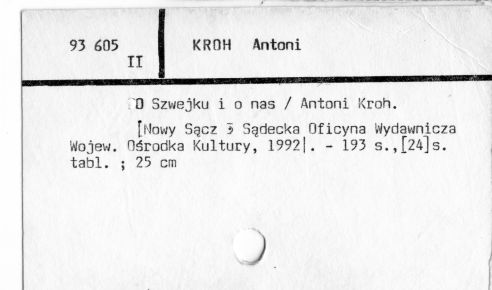 93 605 KROH Antoni
II
O Szwejku i o nas / Antoni Kroh.
[Nowy Sącz : Sądecka Oficyna Wydawnicza
Wojew. Ośrodka Kultury, 1992|. - 193 s.,[24]s.
tabl. ; 25 cm